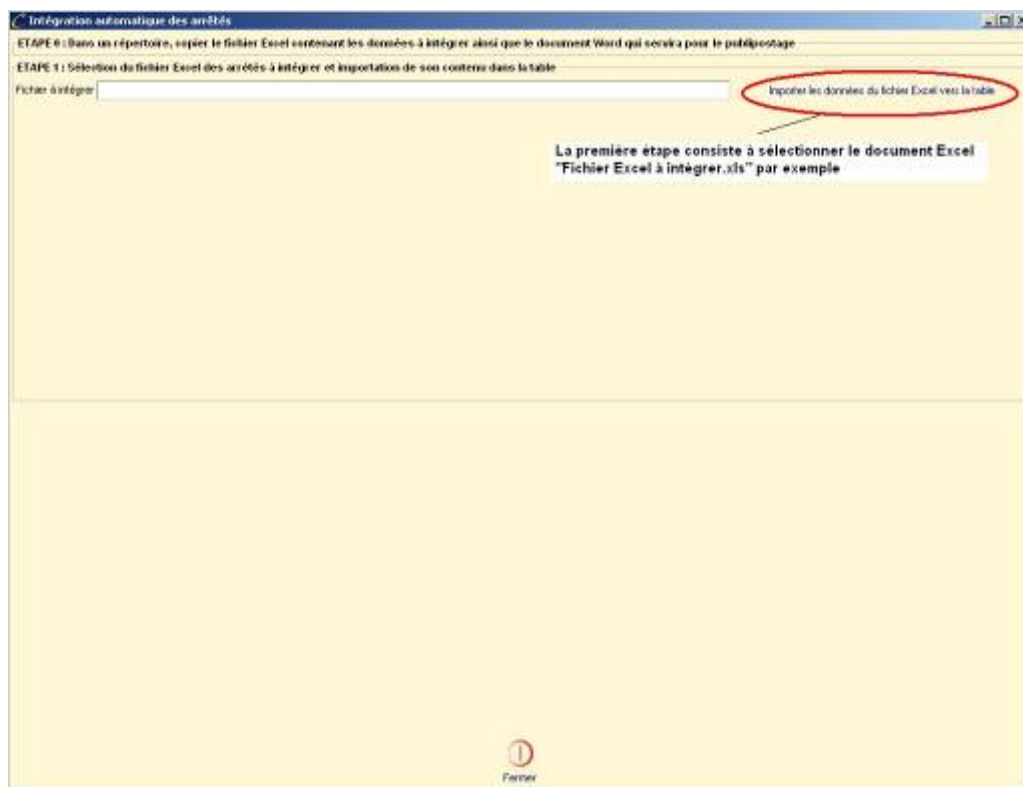 Intégration automatique des arrêtés
ETAPE 0 : Dans un répertoire, copier le fichier Excel contenant les données à intégrer ainsi que le document Word qui servira pour le publipostage
ETAPE 1 : Sélection du fichier Excel des arrêtés à intégrer et importation de son contenu dans la table
Fichier à intégrer
Importer les données du fichier Excel vers la table
La première étape consiste à sélectionner le document Excel
"Fichier Excel à intégrer.xls" par exemple
Fermer